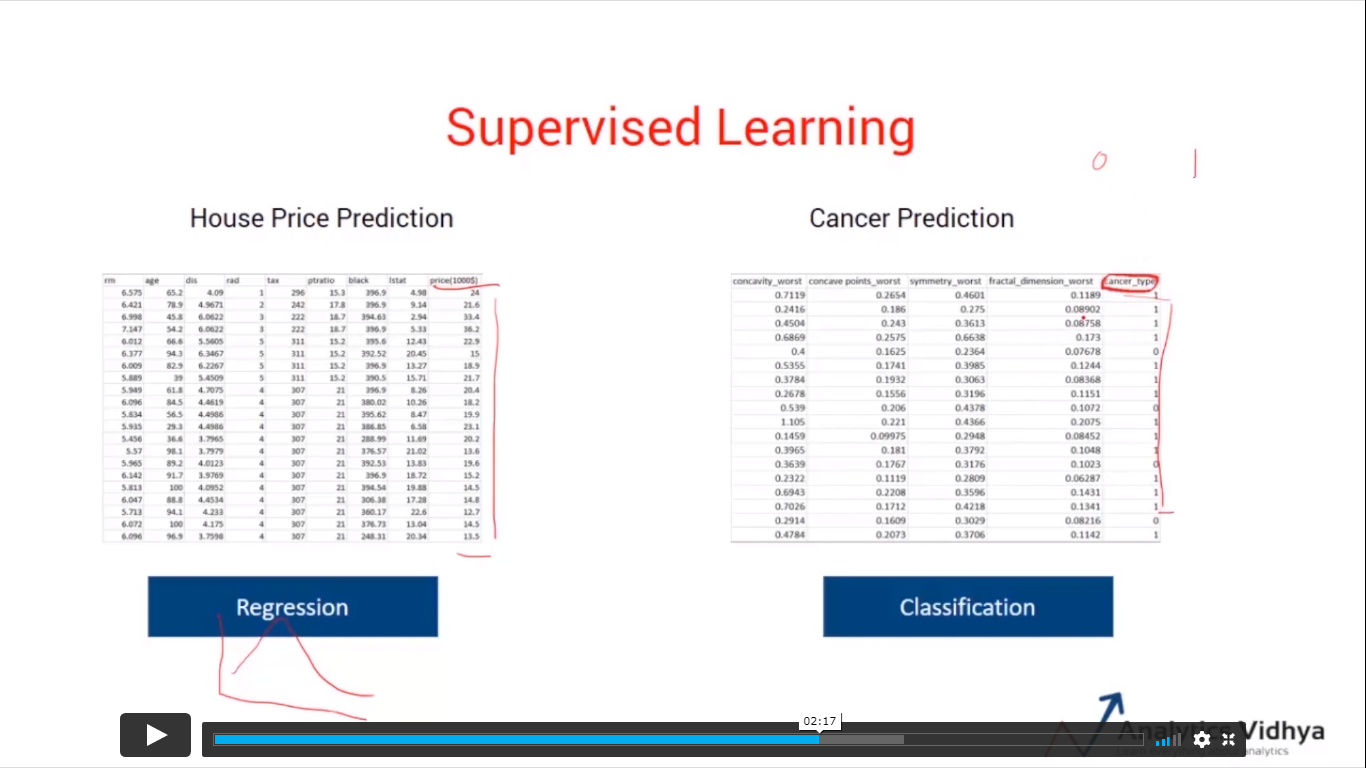 Supervised Learning
0 1
House Price Prediction
Cancer Prediction
rm age dis rad tax ptratio black lstat price(1000$)
6.575 65.2 4.09 1 296 15.3 396.9 4.98 24
6.421 78.9 4.9671 2 242 17.8 396.9 9.14 21.6
6.998 45.8 6.0622 3 222 18.7 394.63 2.94 33.4
7.147 54.2 6.0622 3 222 18.7 396.9 5.33 36.2
6.012 66.6 5.5605 5 311 15.2 395.6 12.43 22.9
6.377 94.3 6.3467 5 311 15.2 392.52 20.45 15
6.009 82.9 6.2267 5 311 15.2 396.9 13.27 18.9
5.889 39 5.4509 5 311 15.2 390.5 15.71 21.7
5.949 61.8 4.7075 4 307 21 396.9 8.26 20.4
6.096 84.5 4.4619 4 307 21 380.02 10.26 18.2
5.834 56.5 4.4986 4 307 21 395.62 8.47 19.9
5.935 29.3 4.4986 4 307 21 386.85 6.58 23.1
5.456 36.6 3.7965 4 307 21 288.99 11.69 20.2
5.57 98.1 3.7979 4 307 21 376.57 21.02 13.6
5.965 89.2 4.0123 4 307 21 392.53 13.83 19.6
6.142 91.7 3.9769 4 307 21 396.9 18.72 15.2
5.813 100 4.0952 4 307 21 394.54 19.88 14.5
6.047 88.8 4.4534 4 307 21 306.38 17.28 14.8
5.713 94.1 4.233 4 307 21 360.17 22.6 12.7
6.072 100 4.175 4 307 21 376.73 13.04 14.5
6.096 96.9 3.7598 4 307 21 248.31 20.34 13.5
concavity_worst concave points_worst symmetry_worst fractal_dimension_worst cancer_type
0.7119 0.2654 0.4601 0.1189 1
0.2416 0.186 0.275 0.08902 1
0.4504 0.243 0.3613 0.08758 1
0.6869 0.2575 0.6638 0.173 1
0.4 0.1625 0.2364 0.07678 0
0.5355 0.1741 0.3985 0.1244 1
0.3784 0.1932 0.3063 0.08368 1
0.2678 0.1556 0.3196 0.1151 1
0.539 0.206 0.4378 0.1072 0
1.105 0.221 0.4366 0.2075 1
0.1459 0.09975 0.2948 0.08452 1
0.3965 0.181 0.3792 0.1048 1
0.3639 0.1767 0.3176 0.1023 0
0.2322 0.1119 0.2809 0.06287 1
0.6943 0.2208 0.3596 0.1431 1
0.7026 0.1712 0.4218 0.1341 1
0.2914 0.1609 0.3029 0.08216 0
0.4784 0.2073 0.3706 0.1142 1
Regression
Classification
02:17
Analytics Vidhya
analytics